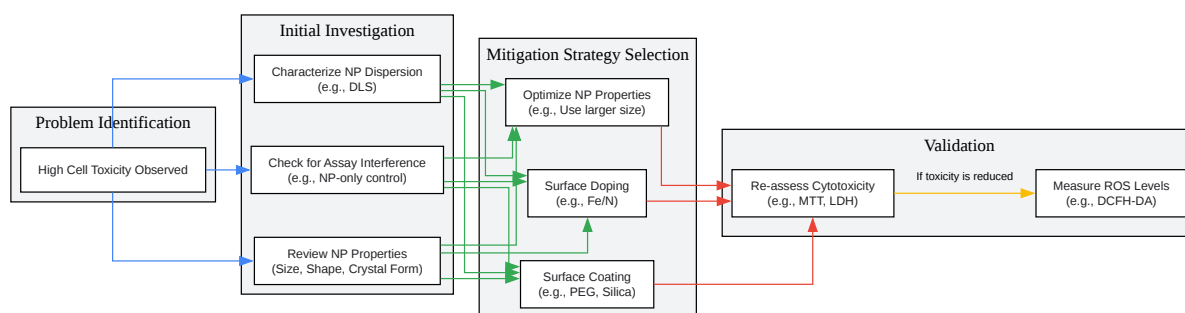 Problem Identification
High Cell Toxicity Observed
Initial Investigation
Characterize NP Dispersion
(e.g., DLS)
Check for Assay Interference
(e.g., NP-only control)
Review NP Properties
(Size, Shape, Crystal Form)
Mitigation Strategy Selection
Optimize NP Properties
(e.g., Use larger size)
Surface Doping
(e.g., Fe/N)
Surface Coating
(e.g., PEG, Silica)
Validation
Re-assess Cytotoxicity
(e.g., MTT, LDH)
If toxicity is reduced
Measure ROS Levels
(e.g., DCFH-DA)